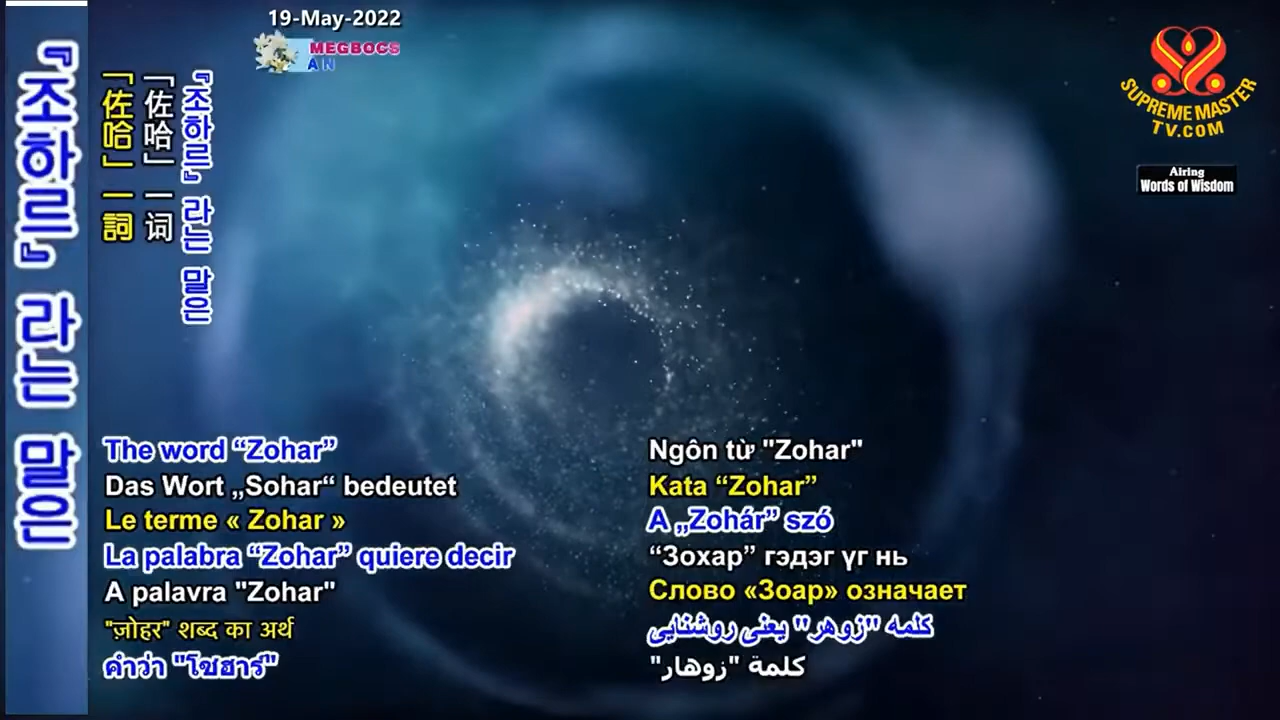 『조하르』라는 말은
19-May-2022
MEGBOCS
AN
「佐哈」一詞
「佐哈」一词
『조하르』라는 말은
SUPREME MASTER
TV.COM
Airing
Words of Wisdom
The word “Zohar”
Das Wort „Sohar“ bedeutet
Le terme « Zohar »
La palabra “Zohar” quiere decir
A palavra "Zohar"
"ज़ोहर" शब्द का अर्थ
คำว่า "โซฮาร์"
Ngôn từ "Zohar"
Kata “Zohar”
A „Zohár” szó
“Зохар” гэдэг үг нь
Слово «Зоар» означает
کلمه "زوهر" یعنی روشنایی
كلمة "زوهار"